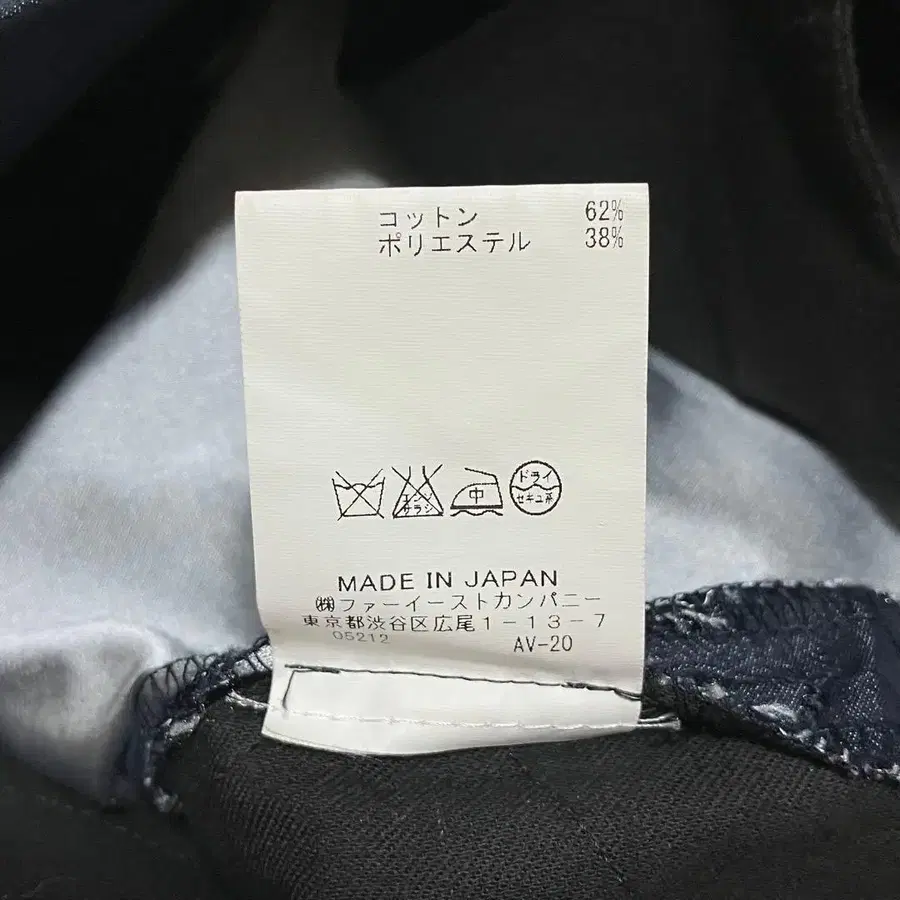 コットン 62%
ポリエステル 38%
エンソ
サラシ
中
ドライ
セキユ系
MADE IN JAPAN
㈱ファーイーストカンパニー
東京都渋谷区広尾1-13-7
05212 AV-20